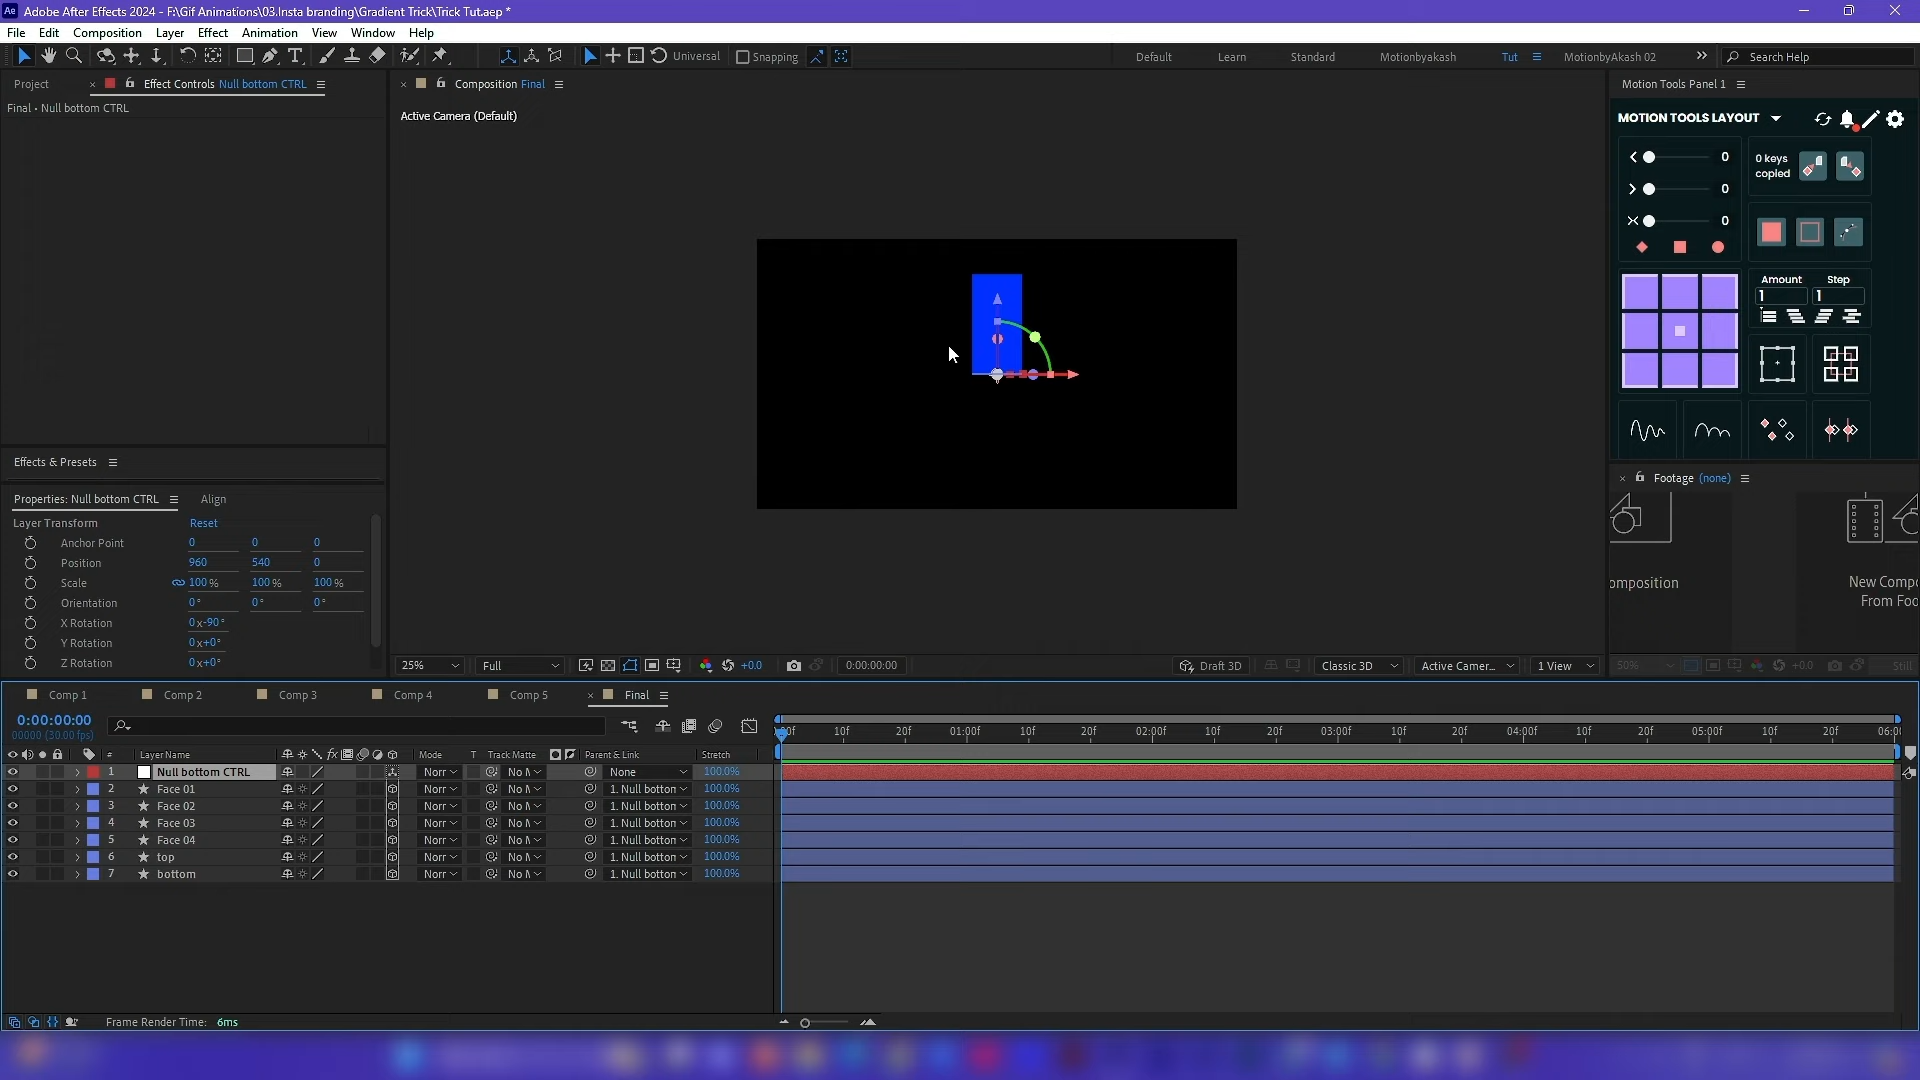 Ae Adobe After Effects 2024 - F:\Gif Animations\03.Insta branding\Gradient Trick\Trick Tut.aep *
File Edit Composition Layer Effect Animation View Window Help
Universal Snapping Default Learn Standard Motionbyakash Tut MotionbyAkash 02 Search Help
Project Effect Controls Null bottom CTRL
Final • Null bottom CTRL
Composition Final
Active Camera (Default)
Motion Tools Panel 1
MOTION TOOLS LAYOUT
0
0 keys
copied
0
0
Amount Step
1 1
Footage (none)
omposition
New Compo
From Foo
Effects & Presets
Properties: Null bottom CTRL Align
Layer Transform Reset
Anchor Point 0 0 0
Position 960 540 0
Scale 100 % 100 % 100 %
Orientation 0° 0° 0°
X Rotation 0x-90°
Y Rotation 0x+0°
Z Rotation 0x+0°
25% Full +0.0 0:00:00:00 Draft 3D Classic 3D Active Camer... 1 View
50% +0.0 Still
Comp 1 Comp 2 Comp 3 Comp 4 Comp 5 Final
0:00:00:00
00000 (30.00 fps)
10f 20f 01:00f 10f 20f 02:00f 10f 20f 03:00f 10f 20f 04:00f 10f 20f 05:00f 10f 20f 06:0
# Layer Name Mode T Track Matte Parent & Link Stretch
1 Null bottom CTRL Norr No M None 100.0%
2 Face 01 Norr No M 1. Null botton 100.0%
3 Face 02 Norr No M 1. Null botton 100.0%
4 Face 03 Norr No M 1. Null botton 100.0%
5 Face 04 Norr No M 1. Null botton 100.0%
6 top Norr No M 1. Null botton 100.0%
7 bottom Norr No M 1. Null botton 100.0%
Frame Render Time: 6ms